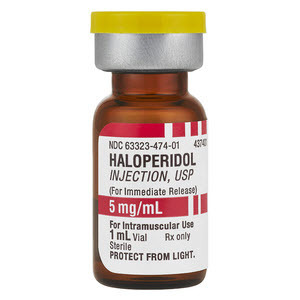 NDC 63323-474-01
HALOPERIDOL
INJECTION, USP
(For Immediate Release)
5 mg/mL
For Intramuscular Use
1 mL Vial Rx only
Sterile
PROTECT FROM LIGHT.